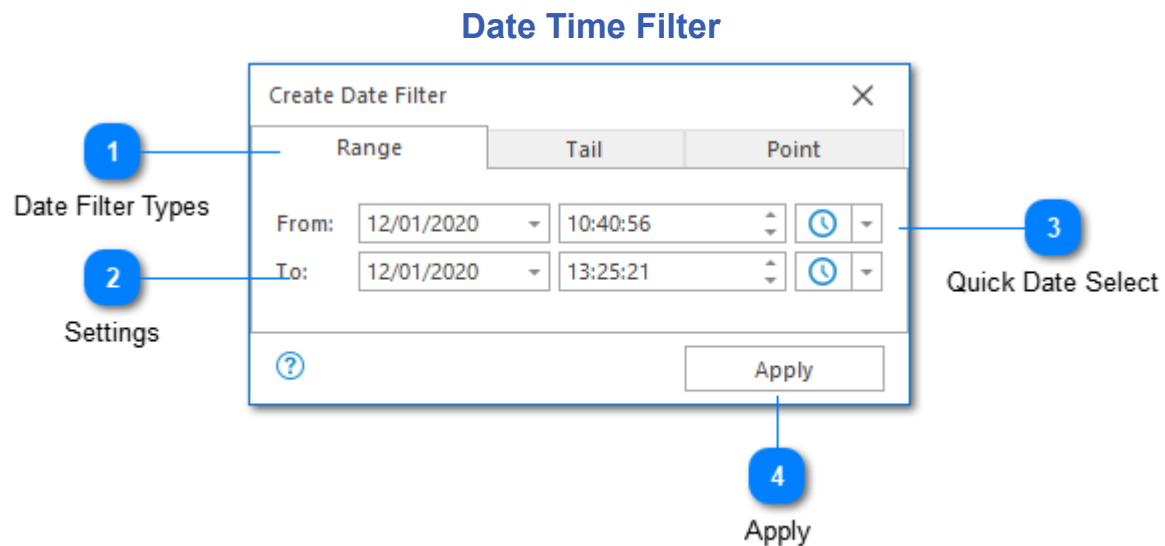 Date Time Filter
Create Date Filter
Range Tail Point
1
Date Filter Types
From: 12/01/2020 10:40:56
3
Quick Date Select
To: 12/01/2020 13:25:21
2
Settings
? Apply
4
Apply